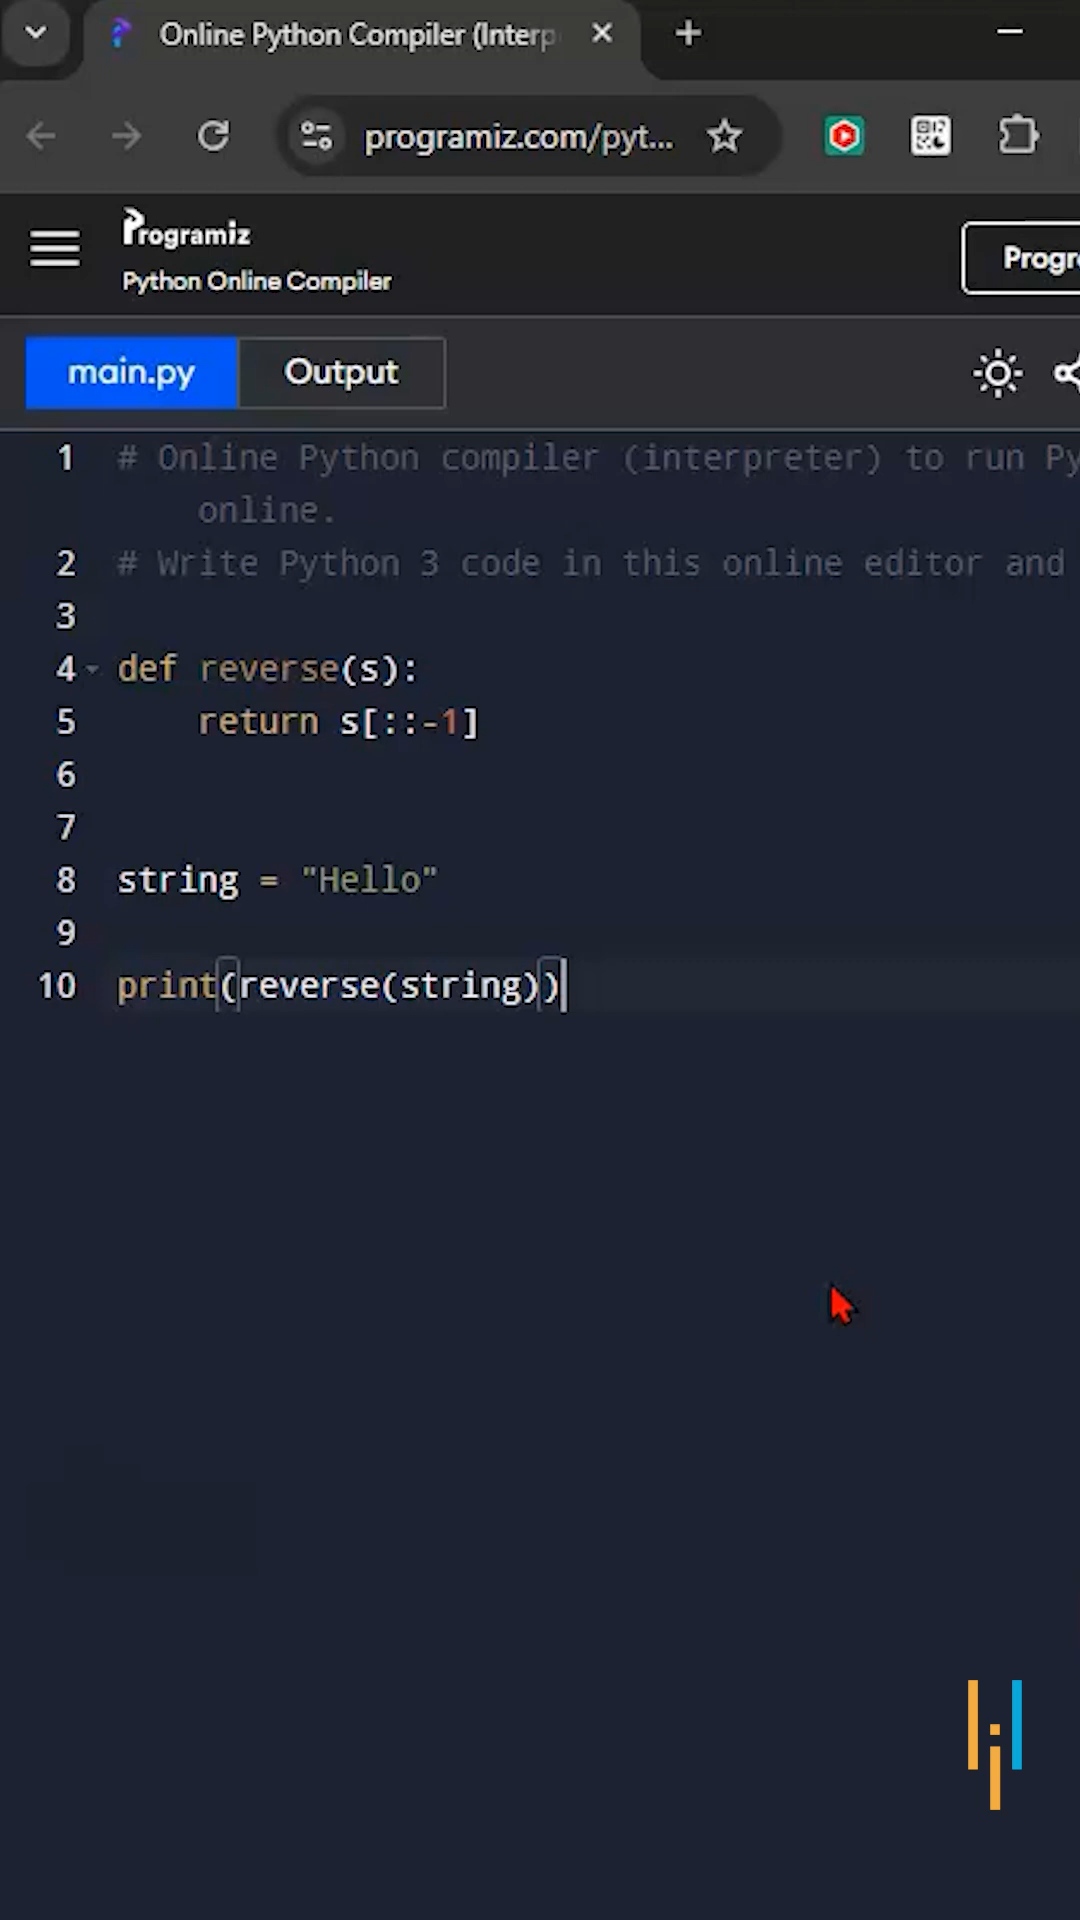 Online Python Compiler (Interp
programiz.com/pyt...
Programiz
Python Online Compiler
Progr
main.py
Output
1 # Online Python compiler (interpreter) to run Py
online.
2 # Write Python 3 code in this online editor and
3
4 def reverse(s):
5     return s[::-1]
6
7
8 string = "Hello"
9
10 print(reverse(string))